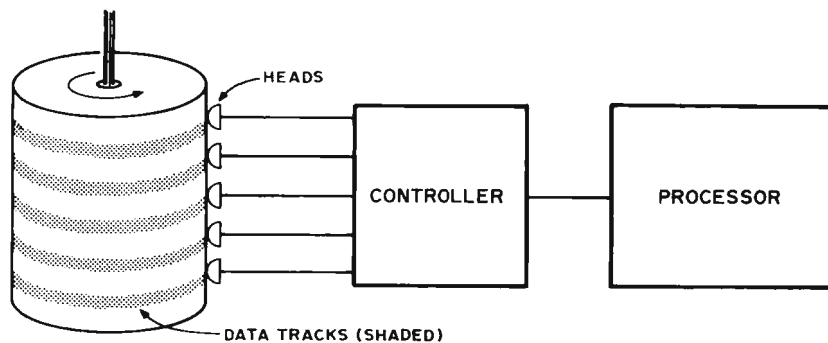 HEADS
CONTROLLER
PROCESSOR
DATA TRACKS (SHADED)